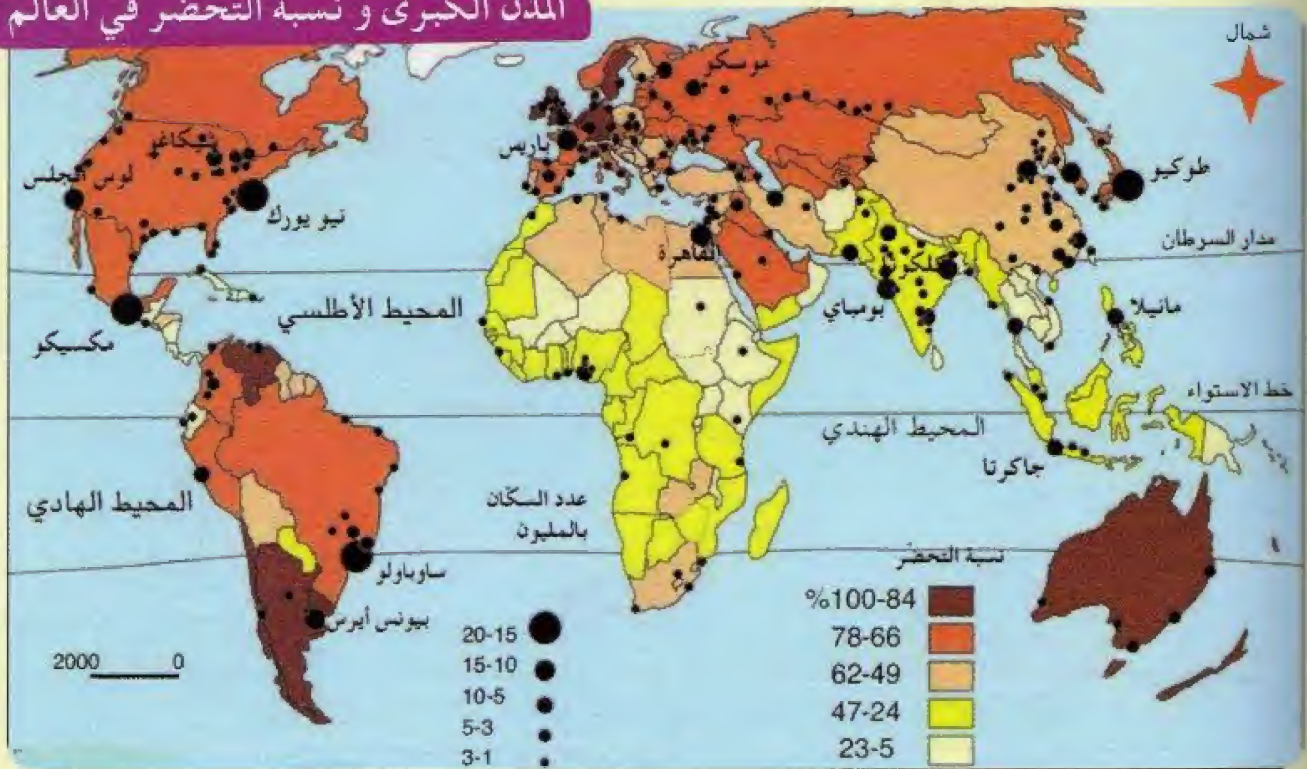 المدن الكبرى و نسبة التحضر في العالم
شمال
موسكو
شيكاغو
باريس
لوس انجلس
طوكيو
نيو يورك
مدار السرطان
القاهرة
كلكوتا
المحيط الأطلسي
بومباي
مانيلا
مكسيكو
خط الاستواء
المحيط الهندي
جاكرتا
المحيط الهادي
عدد السكّان
بالمليون
ساوباولو
بيونس أيرس
نسبة التحضّر
%100-84
78-66
62-49
47-24
23-5
20-15
15-10
10-5
5-3
3-1
2000 0